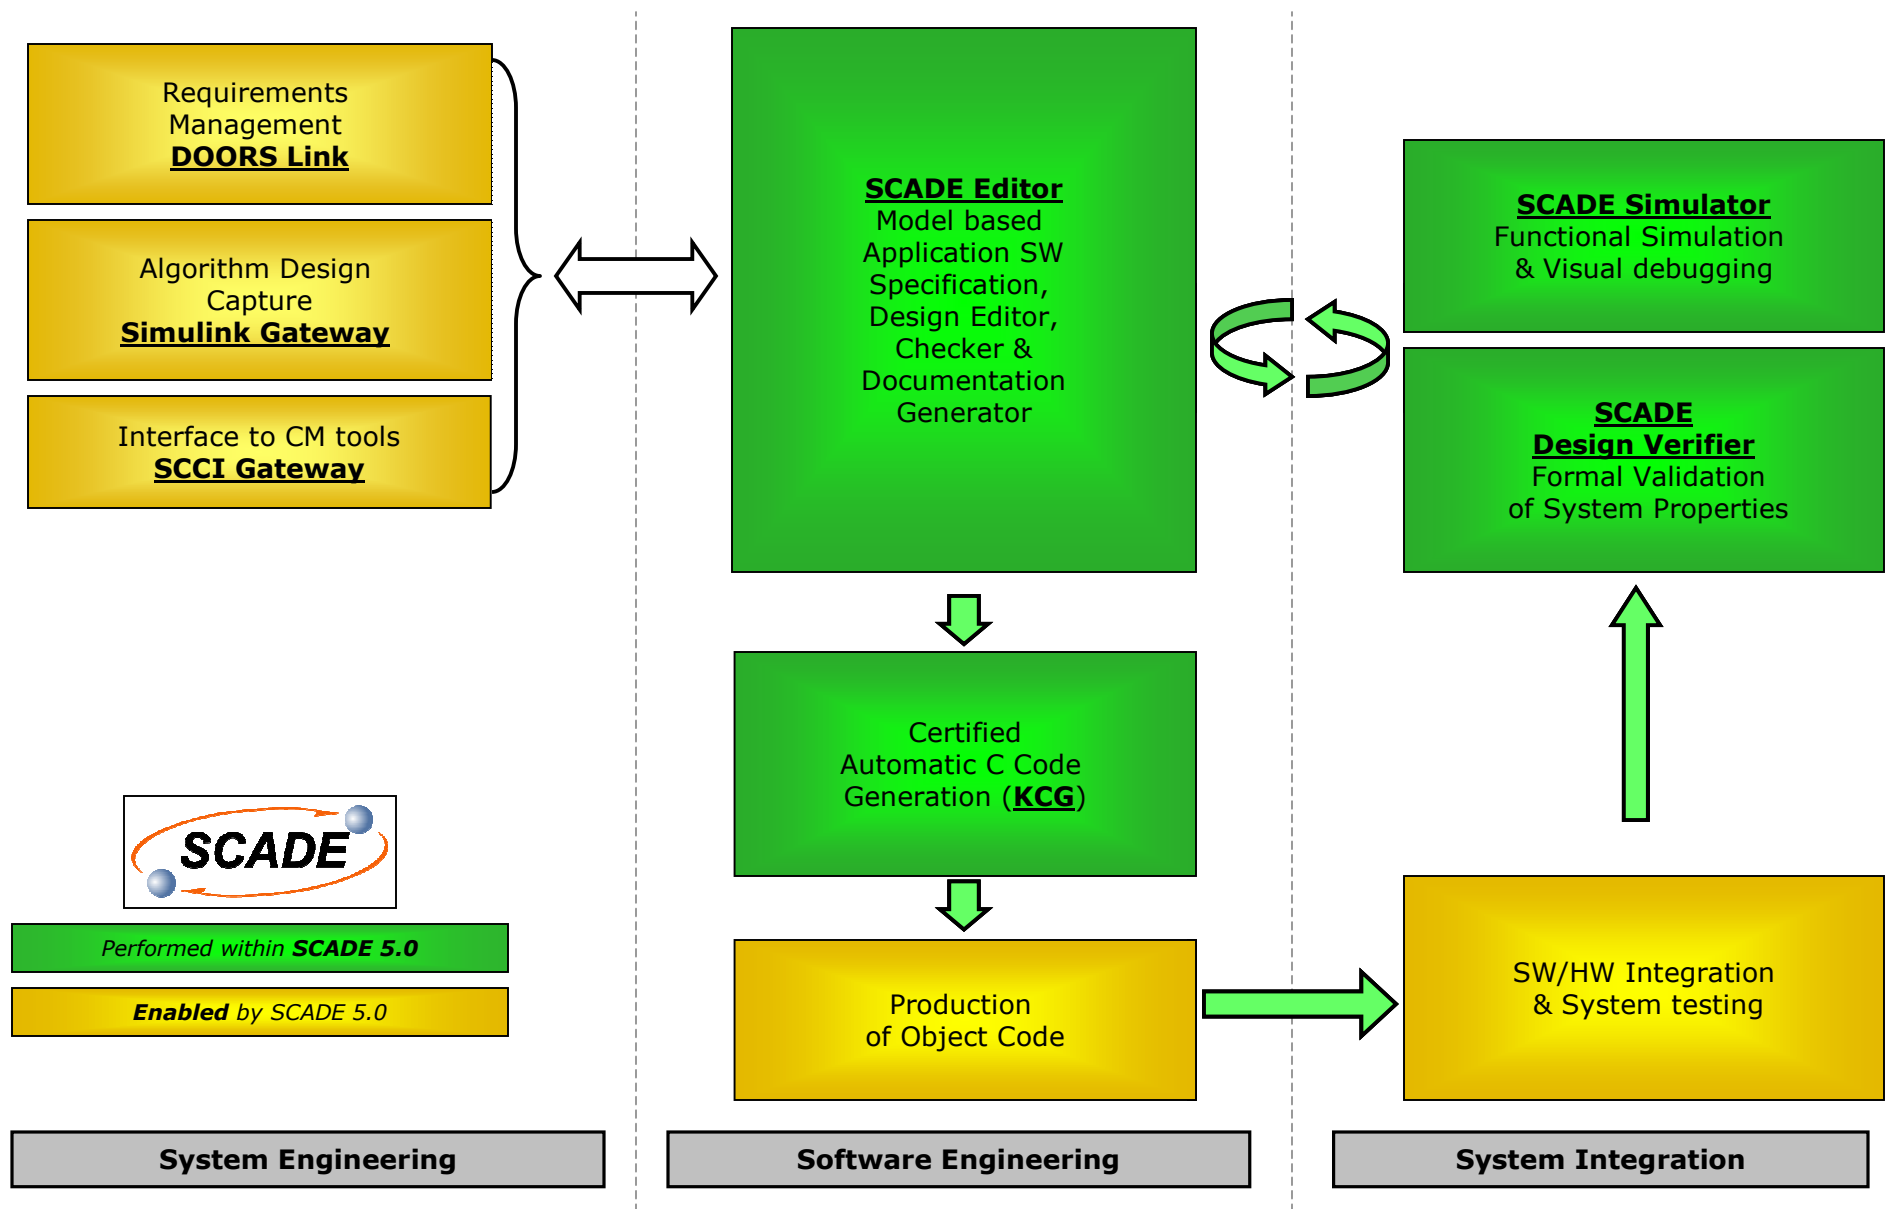 Requirements
Management
DOORS Link
Algorithm Design
Capture
Simulink Gateway
Interface to CM tools
SCCI Gateway
SCADE
Performed within SCADE 5.0
Enabled by SCADE 5.0
System Engineering
SCADE Editor
Model based
Application SW
Specification,
Design Editor,
Checker &
Documentation
Generator
Certified
Automatic C Code
Generation (KCG)
Production
of Object Code
Software Engineering
SCADE Simulator
Functional Simulation
& Visual debugging
SCADE
Design Verifier
Formal Validation
of System Properties
SW/HW Integration
& System testing
System Integration